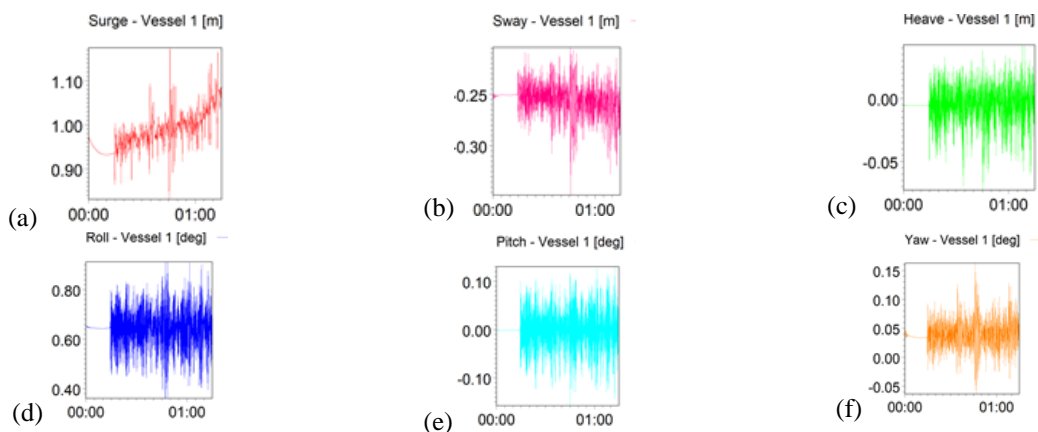 Surge - Vessel 1 [m]
1.10
1.00
0.90
00:00 01:00
(a)
Sway - Vessel 1 [m]
-0.25
-0.30
00:00 01:00
(b)
Heave - Vessel 1 [m]
0.00
-0.05
00:00 01:00
(c)
Roll - Vessel 1 [deg]
0.80
0.60
0.40
00:00 01:00
(d)
Pitch - Vessel 1 [deg]
0.10
0.00
-0.10
00:00 01:00
(e)
Yaw - Vessel 1 [deg]
0.15
0.10
0.05
0.00
-0.05
00:00 01:00
(f)